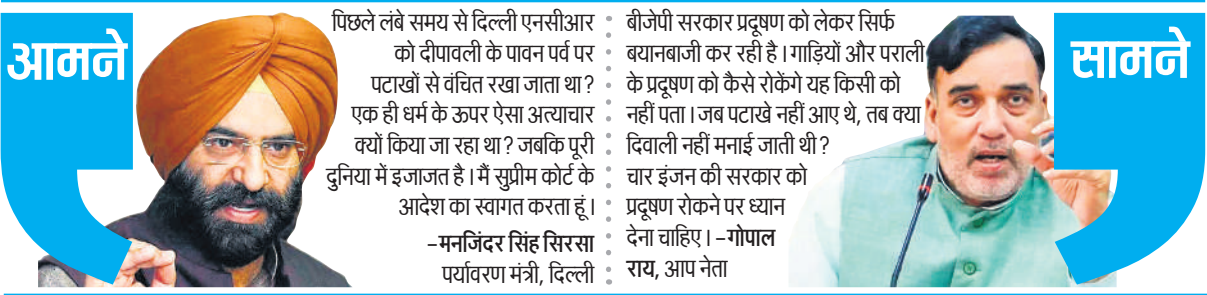 आमने
पिछले लंबे समय से दिल्ली एनसीआर
को दीपावली के पावन पर्व पर
पटाखों से वंचित रखा जाता था?
एक ही धर्म के ऊपर ऐसा अत्याचार
क्यों किया जा रहा था? जबकि पूरी
दुनिया में इजाजत है। मैं सुप्रीम कोर्ट के
आदेश का स्वागत करता हूं।
-मनजिंदर सिंह सिरसा
पर्यावरण मंत्री, दिल्ली
बीजेपी सरकार प्रदूषण को लेकर सिर्फ
बयानबाजी कर रही है। गाड़ियों और पराली
के प्रदूषण को कैसे रोकेंगे यह किसी को
नहीं पता। जब पटाखे नहीं आए थे, तब क्या
दिवाली नहीं मनाई जाती थी?
चार इंजन की सरकार को
प्रदूषण रोकने पर ध्यान
देना चाहिए। -गोपाल
राय, आप नेता
सामने